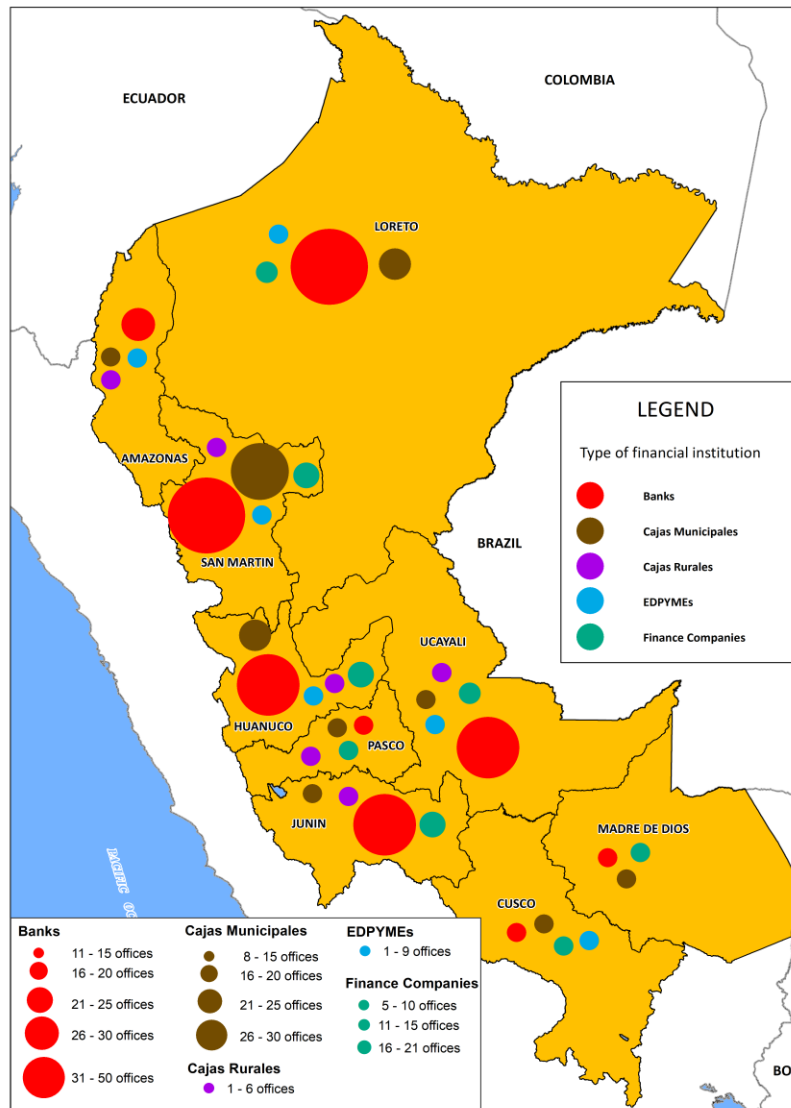 COLOMBIA
ECUADOR
LORETO
LEGEND
Type of financial institution
Banks
Cajas Municipales
Cajas Rurales
EDPYMEs
Finance Companies
AMAZONAS
BRAZIL
SAN MARTIN
UCAYALI
HUANUCO
PASCO
JUNIN
MADRE DE DIOS
CUSCO
PACIFIC OC
Banks
11 - 15 offices
16 - 20 offices
21 - 25 offices
26 - 30 offices
31 - 50 offices
Cajas Municipales
8 - 15 offices
16 - 20 offices
21 - 25 offices
26 - 30 offices
Cajas Rurales
1 - 6 offices
EDPYMEs
1 - 9 offices
Finance Companies
5 - 10 offices
11 - 15 offices
16 - 21 offices
BO